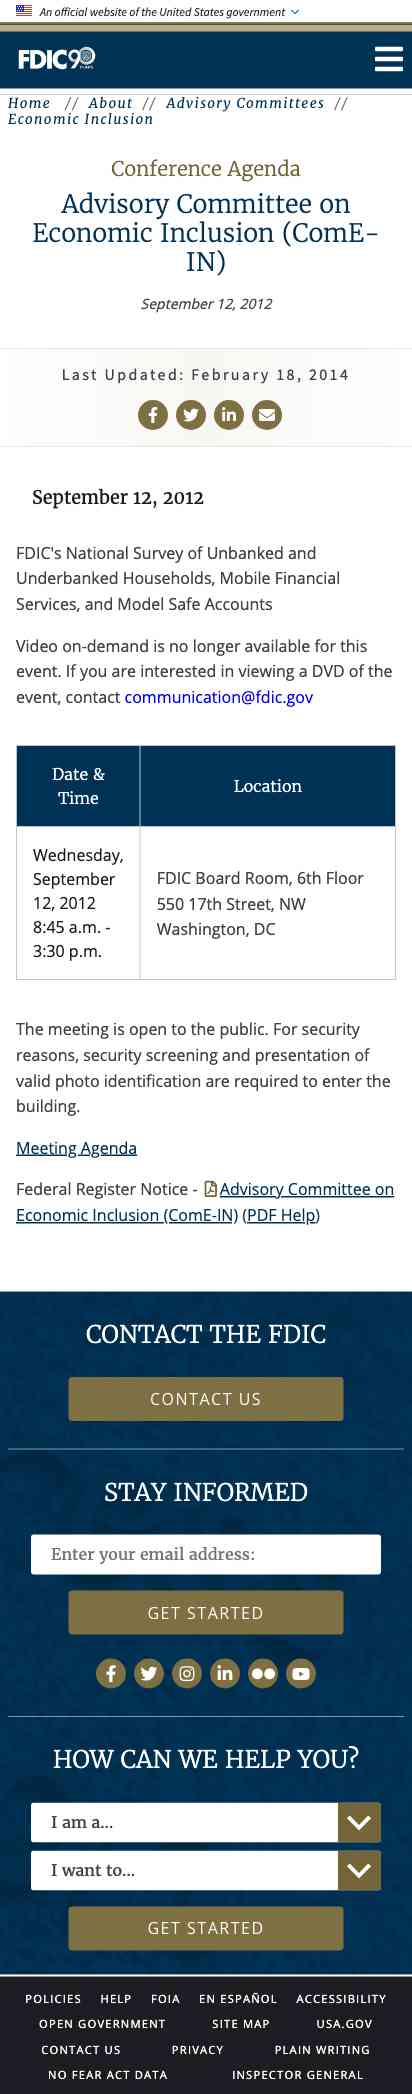 An official website of the United States government
FDIC 90 YEARS
Home // About // Advisory Committees //
Economic Inclusion
Conference Agenda
Advisory Committee on
Economic Inclusion (ComE-
IN)
September 12, 2012
Last Updated: February 18, 2014
September 12, 2012
FDIC's National Survey of Unbanked and
Underbanked Households, Mobile Financial
Services, and Model Safe Accounts
Video on-demand is no longer available for this
event. If you are interested in viewing a DVD of the
event, contact communication@fdic.gov
Date &
Time
Location
Wednesday,
September
12, 2012
8:45 a.m. -
3:30 p.m.
FDIC Board Room, 6th Floor
550 17th Street, NW
Washington, DC
The meeting is open to the public. For security
reasons, security screening and presentation of
valid photo identification are required to enter the
building.
Meeting Agenda
Federal Register Notice - Advisory Committee on
Economic Inclusion (ComE-IN) (PDF Help)
CONTACT THE FDIC
CONTACT US
STAY INFORMED
Enter your email address:
GET STARTED
HOW CAN WE HELP YOU?
I am a...
I want to...
GET STARTED
POLICIES HELP FOIA EN ESPAÑOL ACCESSIBILITY
OPEN GOVERNMENT SITE MAP USA.GOV
CONTACT US PRIVACY PLAIN WRITING
NO FEAR ACT DATA INSPECTOR GENERAL